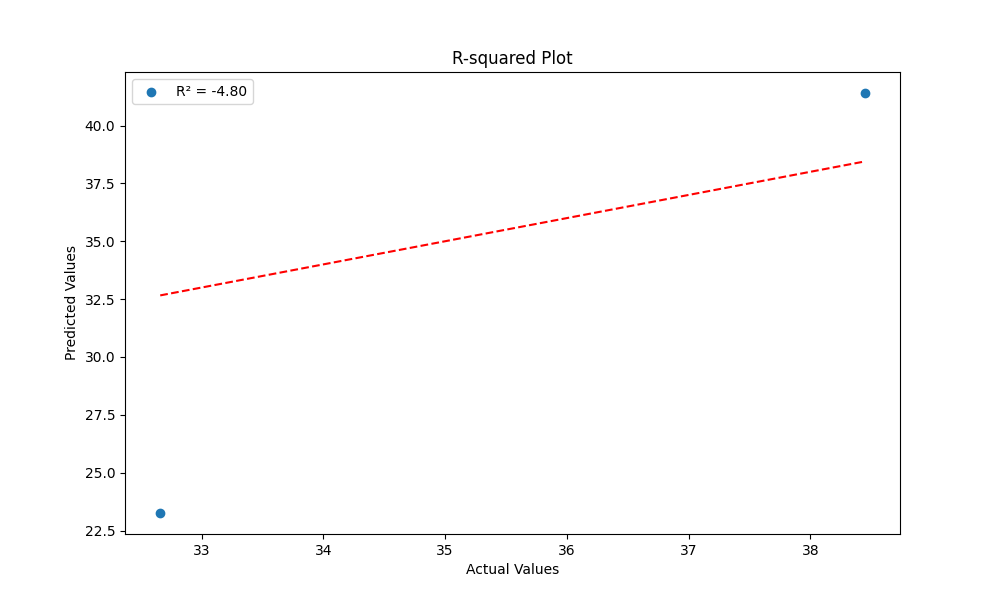 R-squared Plot
R² = -4.80
40.0
37.5
35.0
32.5
30.0
27.5
25.0
22.5
Predicted Values
33 34 35 36 37 38
Actual Values